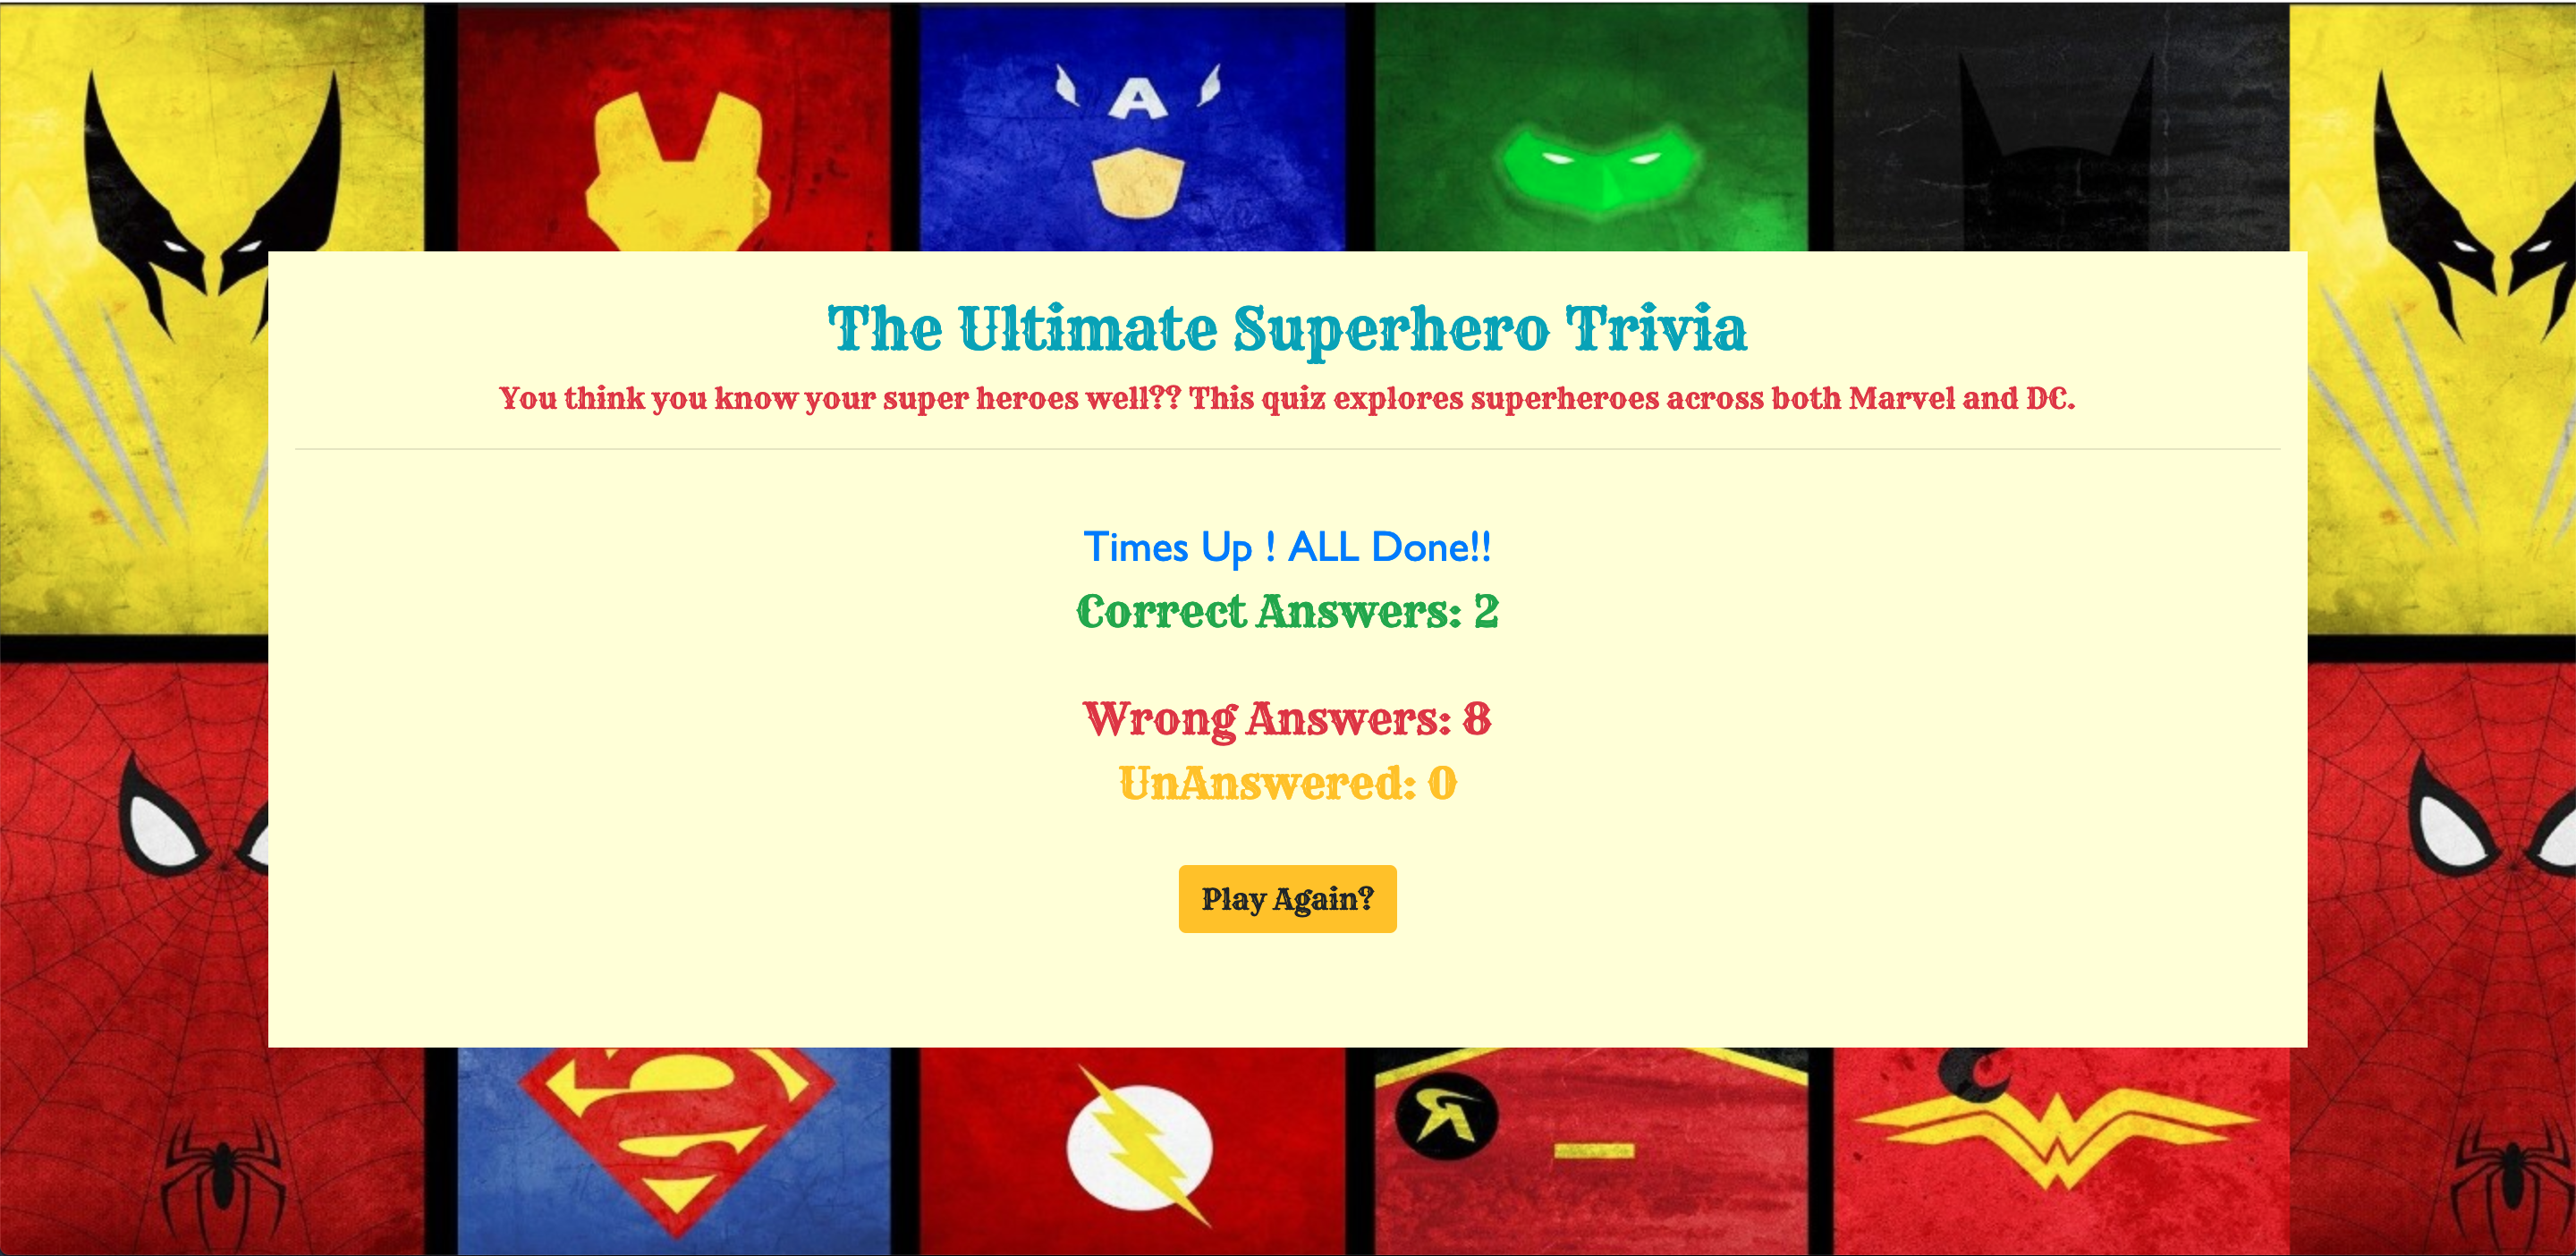 A
The Ultimate Superhero Trivia
You think you know your super heroes well?? This quiz explores superheroes across both Marvel and DC.
Times Up ! ALL Done!!
Correct Answers: 2
Wrong Answers: 8
UnAnswered: 0
Play Again?
R